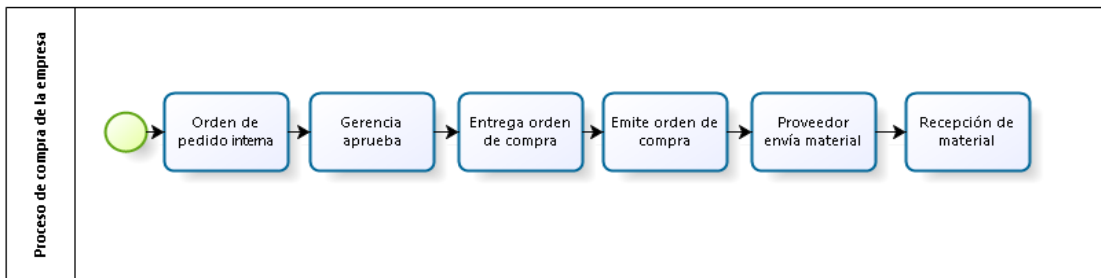 Proceso de compra de la empresa
Orden de
pedido interna
Gerencia
aprueba
Entrega orden
de compra
Emite orden de
compra
Proveedor
envía material
Recepción de
material